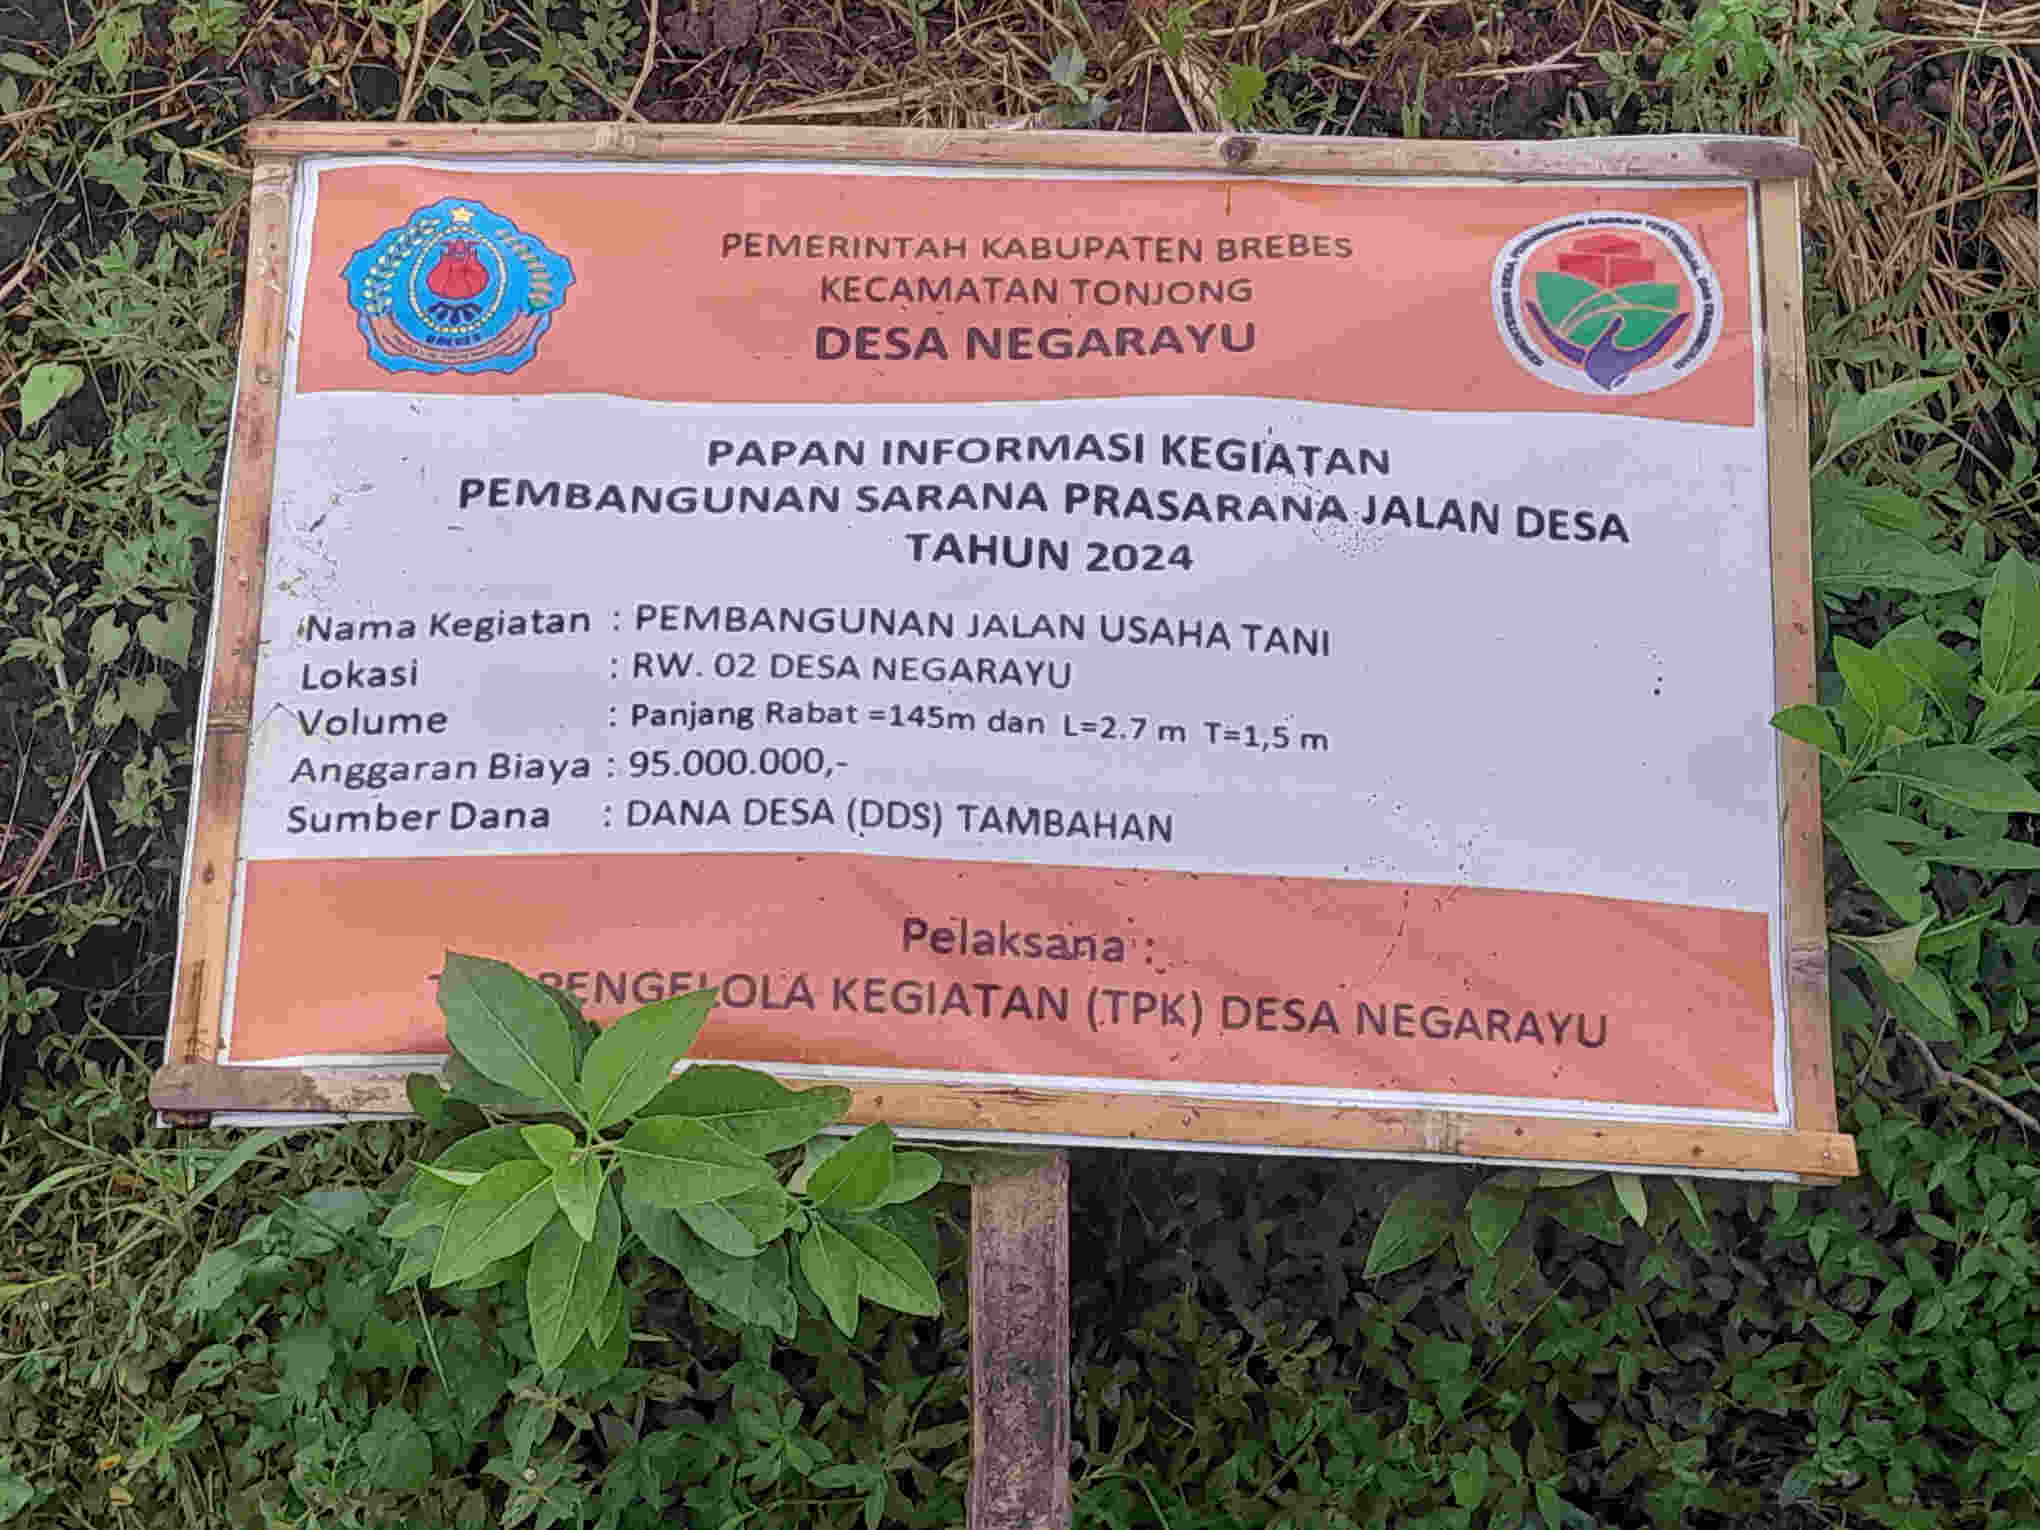 PEMERINTAH KABUPATEN BREBES
KECAMATAN TONJONG
DESA NEGARAYU
BREBES
PAPAN INFORMASI KEGIATAN
PEMBANGUNAN SARANA PRASARANA JALAN DESA
TAHUN 2024
Nama Kegiatan : PEMBANGUNAN JALAN USAHA TANI
Lokasi : RW. 02 DESA NEGARAYU
Volume : Panjang Rabat =145m dan L=2.7 m T=1,5 m
Anggaran Biaya : 95.000.000,-
Sumber Dana : DANA DESA (DDS) TAMBAHAN
Pelaksana :
PENGELOLA KEGIATAN (TPK) DESA NEGARAYU